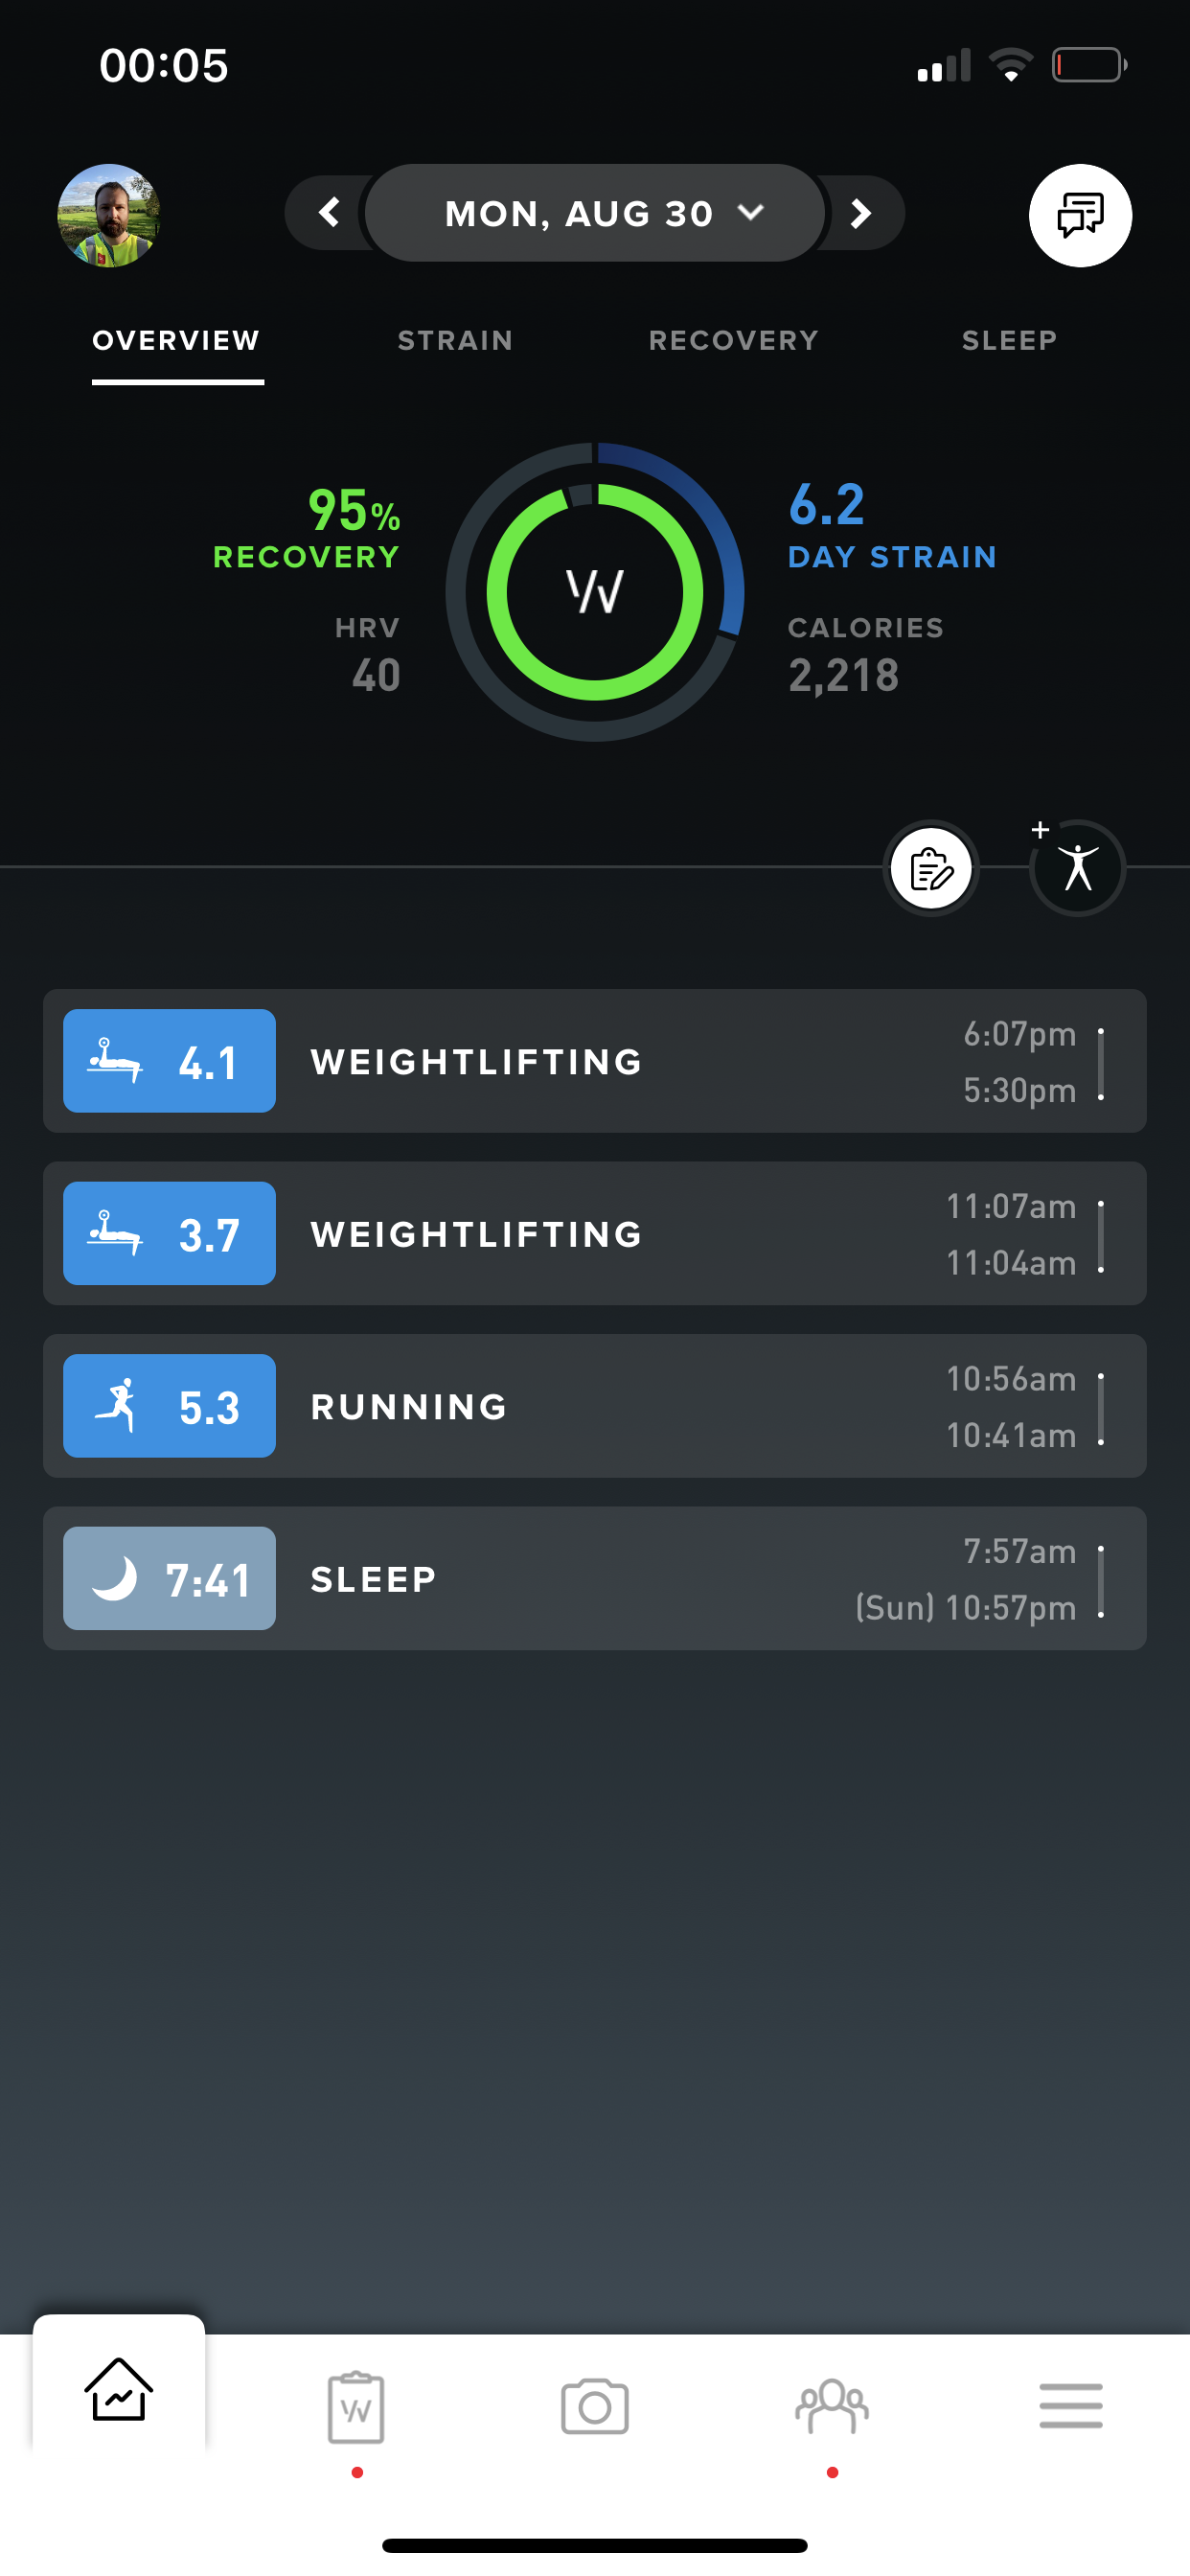 00:05
MON, AUG 30
OVERVIEW STRAIN RECOVERY SLEEP
95%
RECOVERY
HRV
40
6.2
DAY STRAIN
CALORIES
2,218
4.1 WEIGHTLIFTING 6:07pm
5:30pm
3.7 WEIGHTLIFTING 11:07am
11:04am
5.3 RUNNING 10:56am
10:41am
7:41 SLEEP 7:57am
(Sun) 10:57pm